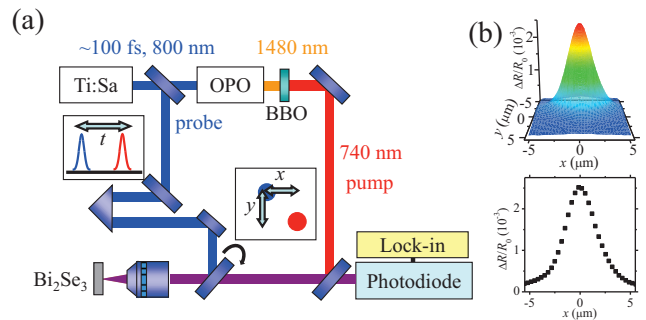 (a)
~100 fs, 800 nm
1480 nm
Ti:Sa
OPO
BBO
probe
t
740 nm
pump
x
y
Lock-in
Photodiode
Bi₂Se₃
(b)
ΔR/R₀ (10⁻³)
2
1
0
-5
0
5
y (μm)
-5
0
5
x (μm)
ΔR/R₀ (10⁻³)
2
1
0
-5
0
5
x (μm)